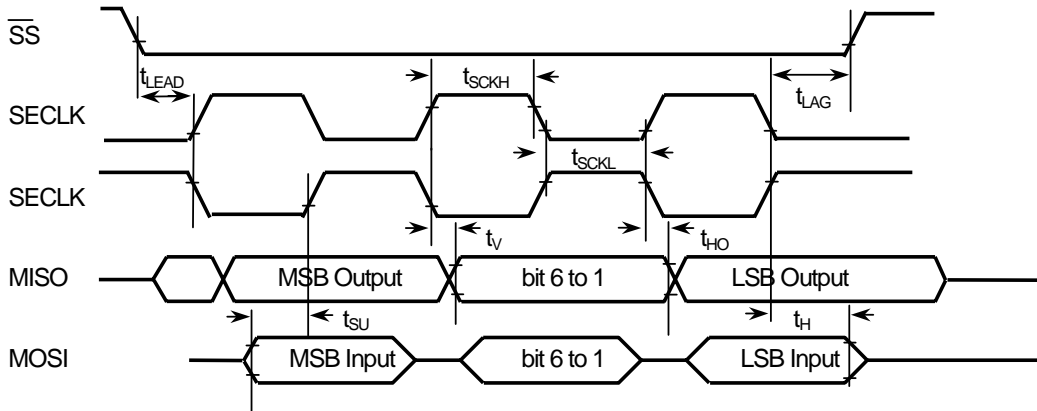 SS
tLEAD
tSCKH
tLAG
SECLK
tSCKL
SECLK
tV
tHO
MISO
MSB Output
bit 6 to 1
LSB Output
tSU
tH
MOSI
MSB Input
bit 6 to 1
LSB Input